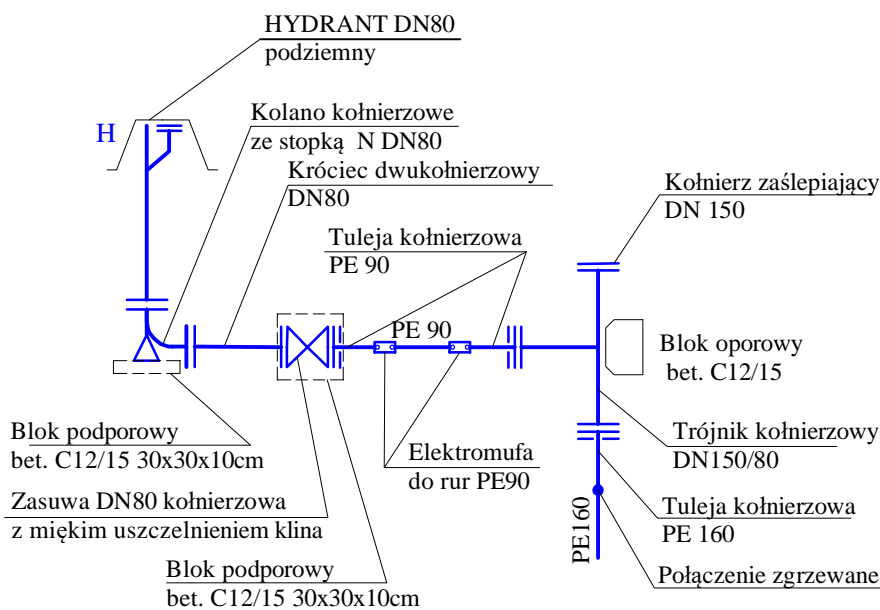 HYDRANT DN80
podziemny
H
Kolano kołnierzowe
ze stopką N DN80
Króciec dwukołnierzowy
DN80
Kołnierz zaślepiający
DN 150
Tuleja kołnierzowa
PE 90
PE 90
Blok oporowy
bet. C12/15
Blok podporowy
bet. C12/15 30x30x10cm
Elektromufa
do rur PE90
Trójnik kołnierzowy
DN150/80
Zasuwa DN80 kołnierzowa
z miękim uszczelnieniem klina
Tuleja kołnierzowa
PE 160
PE160
Blok podporowy
bet. C12/15 30x30x10cm
Połączenie zgrzewane